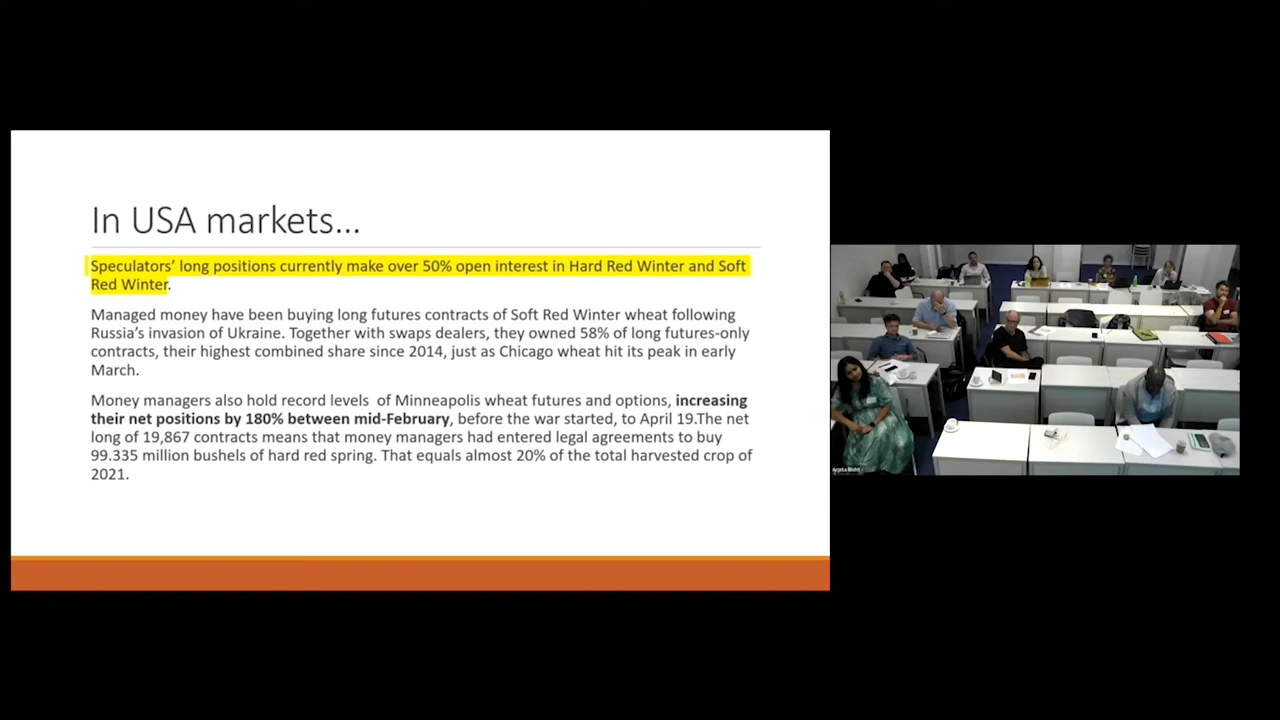 In USA markets…
Speculators’ long positions currently make over 50% open interest in Hard Red Winter and Soft
Red Winter.
Managed money have been buying long futures contracts of Soft Red Winter wheat following
Russia’s invasion of Ukraine. Together with swaps dealers, they owned 58% of long futures-only
contracts, their highest combined share since 2014, just as Chicago wheat hit its peak in early
March.
Money managers also hold record levels  of Minneapolis wheat futures and options, increasing
their net positions by 180% between mid-February, before the war started, to April 19.The net
long of 19,867 contracts means that money managers had entered legal agreements to buy
99.335 million bushels of hard red spring. That equals almost 20% of the total harvested crop of
2021.
Arpita Bisht